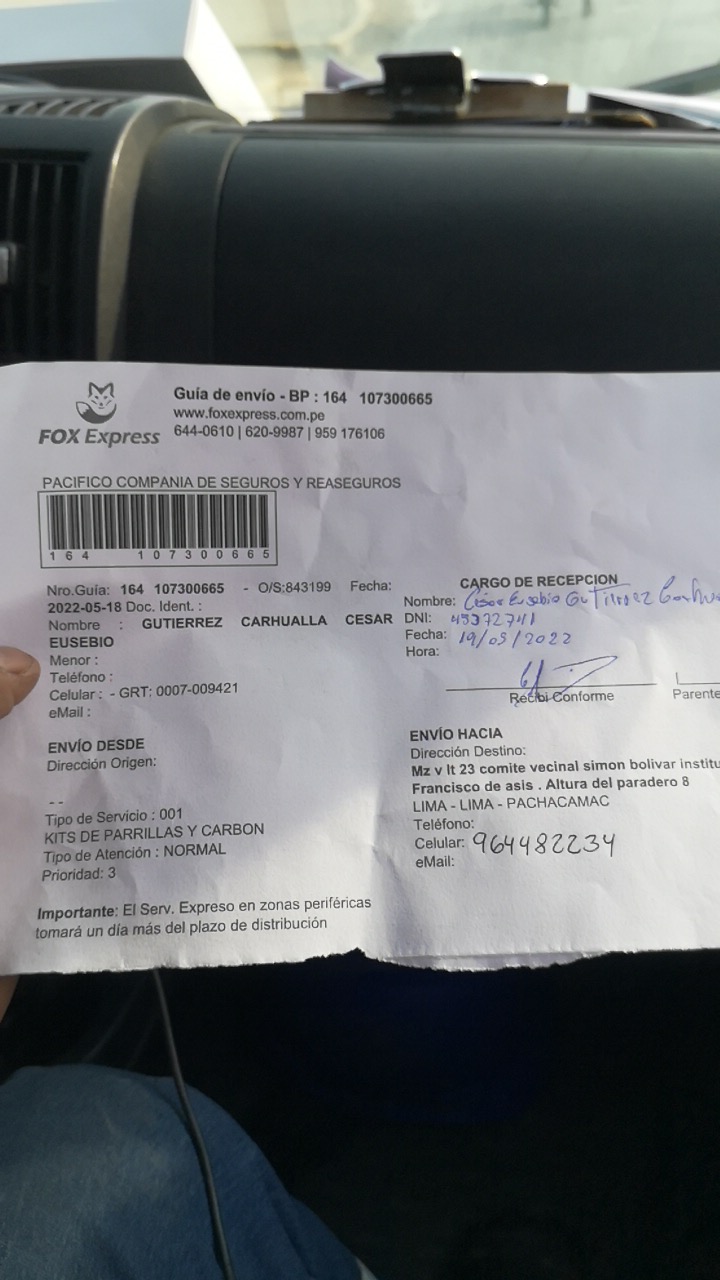 FOX Express
Guía de envío - BP : 164 107300665
www.foxexpress.com.pe
644-0610 | 620-9987 | 959 176106
PACIFICO COMPANIA DE SEGUROS Y REASEGUROS
164 107300665
Nro.Guía: 164 107300665 - O/S:843199 Fecha:
2022-05-18 Doc. Ident. :
Nombre : GUTIERREZ CARHUALLA CESAR
EUSEBIO
Menor :
Teléfono :
Celular : - GRT: 0007-009421
eMail :
CARGO DE RECEPCION
Nombre: Cesar Eusebio Gutierrez
DNI: 45372741
Fecha: 19/05/2022
Hora:
Recibi Conforme
Parente
ENVÍO DESDE
Dirección Origen:
- -
Tipo de Servicio : 001
KITS DE PARRILLAS Y CARBON
Tipo de Atención : NORMAL
Prioridad: 3
ENVÍO HACIA
Dirección Destino:
Mz v lt 23 comite vecinal simon bolivar institu
Francisco de asis . Altura del paradero 8
LIMA - LIMA - PACHACAMAC
Teléfono:
Celular: 964482234
eMail:
Importante: El Serv. Expreso en zonas periféricas
tomará un día más del plazo de distribución